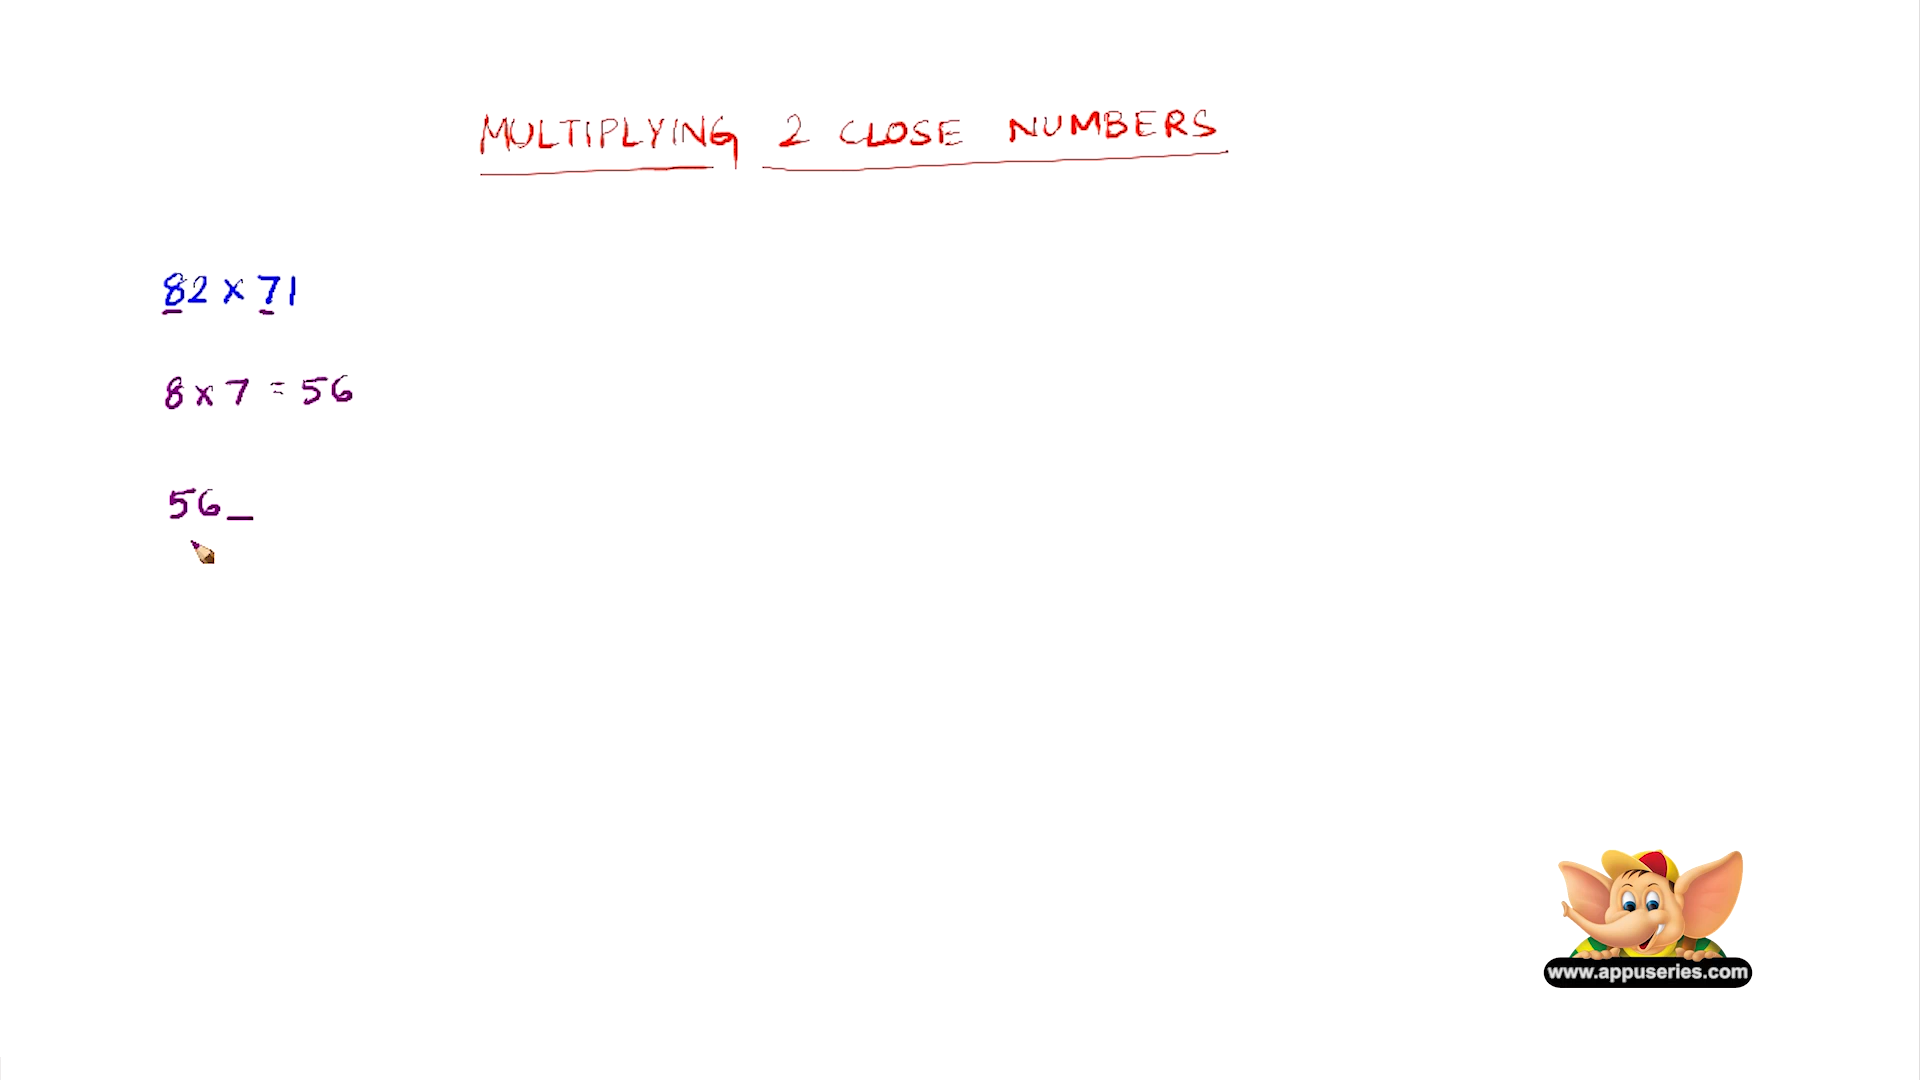 MULTIPLYING 2 CLOSE NUMBERS
82 x 71
8 x 7 = 56
56_
www.appuseries.com